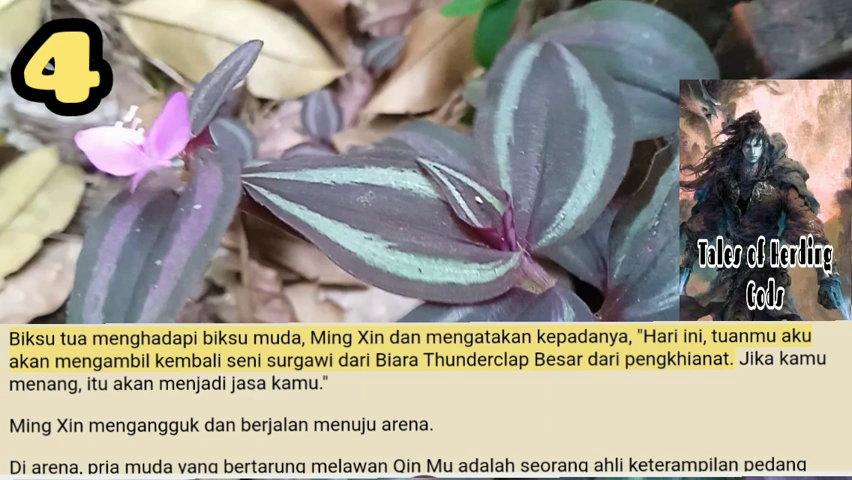 4
Tales of Herding
Gods
Biksu tua menghadapi biksu muda, Ming Xin dan mengatakan kepadanya, "Hari ini, tuanmu aku
akan mengambil kembali seni surgawi dari Biara Thunderclap Besar dari pengkhianat. Jika kamu
menang, itu akan menjadi jasa kamu."
Ming Xin mengangguk dan berjalan menuju arena.
Di arena, pria muda yang bertarung melawan Qin Mu adalah seorang ahli keterampilan pedang